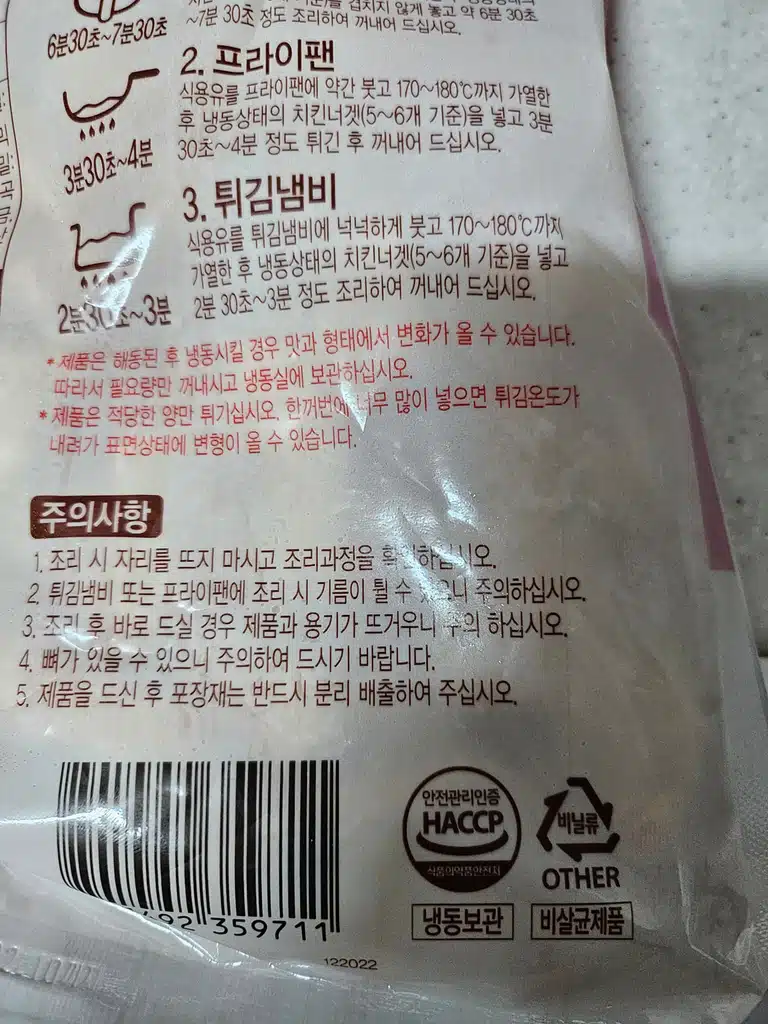 6분30초~7분30초
겹치지 않게 놓고 약 6분 30초
~7분 30초 정도 조리하여 꺼내어 드십시오.
2. 프라이팬
식용유를 프라이팬에 약간 붓고 170~180℃까지 가열한
후 냉동상태의 치킨너겟(5~6개 기준)을 넣고 3분
30초~4분 정도 튀긴 후 꺼내어 드십시오.
3분30초~4분
3. 튀김냄비
식용유를 튀김냄비에 넉넉하게 붓고 170~180℃까지
가열한 후 냉동상태의 치킨너겟(5~6개 기준)을 넣고
2분 30초~3분 정도 조리하여 꺼내어 드십시오.
2분30초~3분
* 제품은 해동된 후 냉동시킬 경우 맛과 형태에서 변화가 올 수 있습니다.
따라서 필요량만 꺼내시고 냉동실에 보관하십시오.
* 제품은 적당한 양만 튀기십시오. 한꺼번에 너무 많이 넣으면 튀김온도가
내려가 표면상태에 변형이 올 수 있습니다.
주의사항
1. 조리 시 자리를 뜨지 마시고 조리과정을 확인하십시오.
2. 튀김냄비 또는 프라이팬에 조리 시 기름이 튈 수 있으니 주의하십시오.
3. 조리 후 바로 드실 경우 제품과 용기가 뜨거우니 주의 하십시오.
4. 뼈가 있을 수 있으니 주의하여 드시기 바랍니다.
5. 제품을 드신 후 포장재는 반드시 분리 배출하여 주십시오.
안전관리인증
HACCP
식품의약품안전처
비닐류
OTHER
492 359711
냉동보관
비살균제품
122022